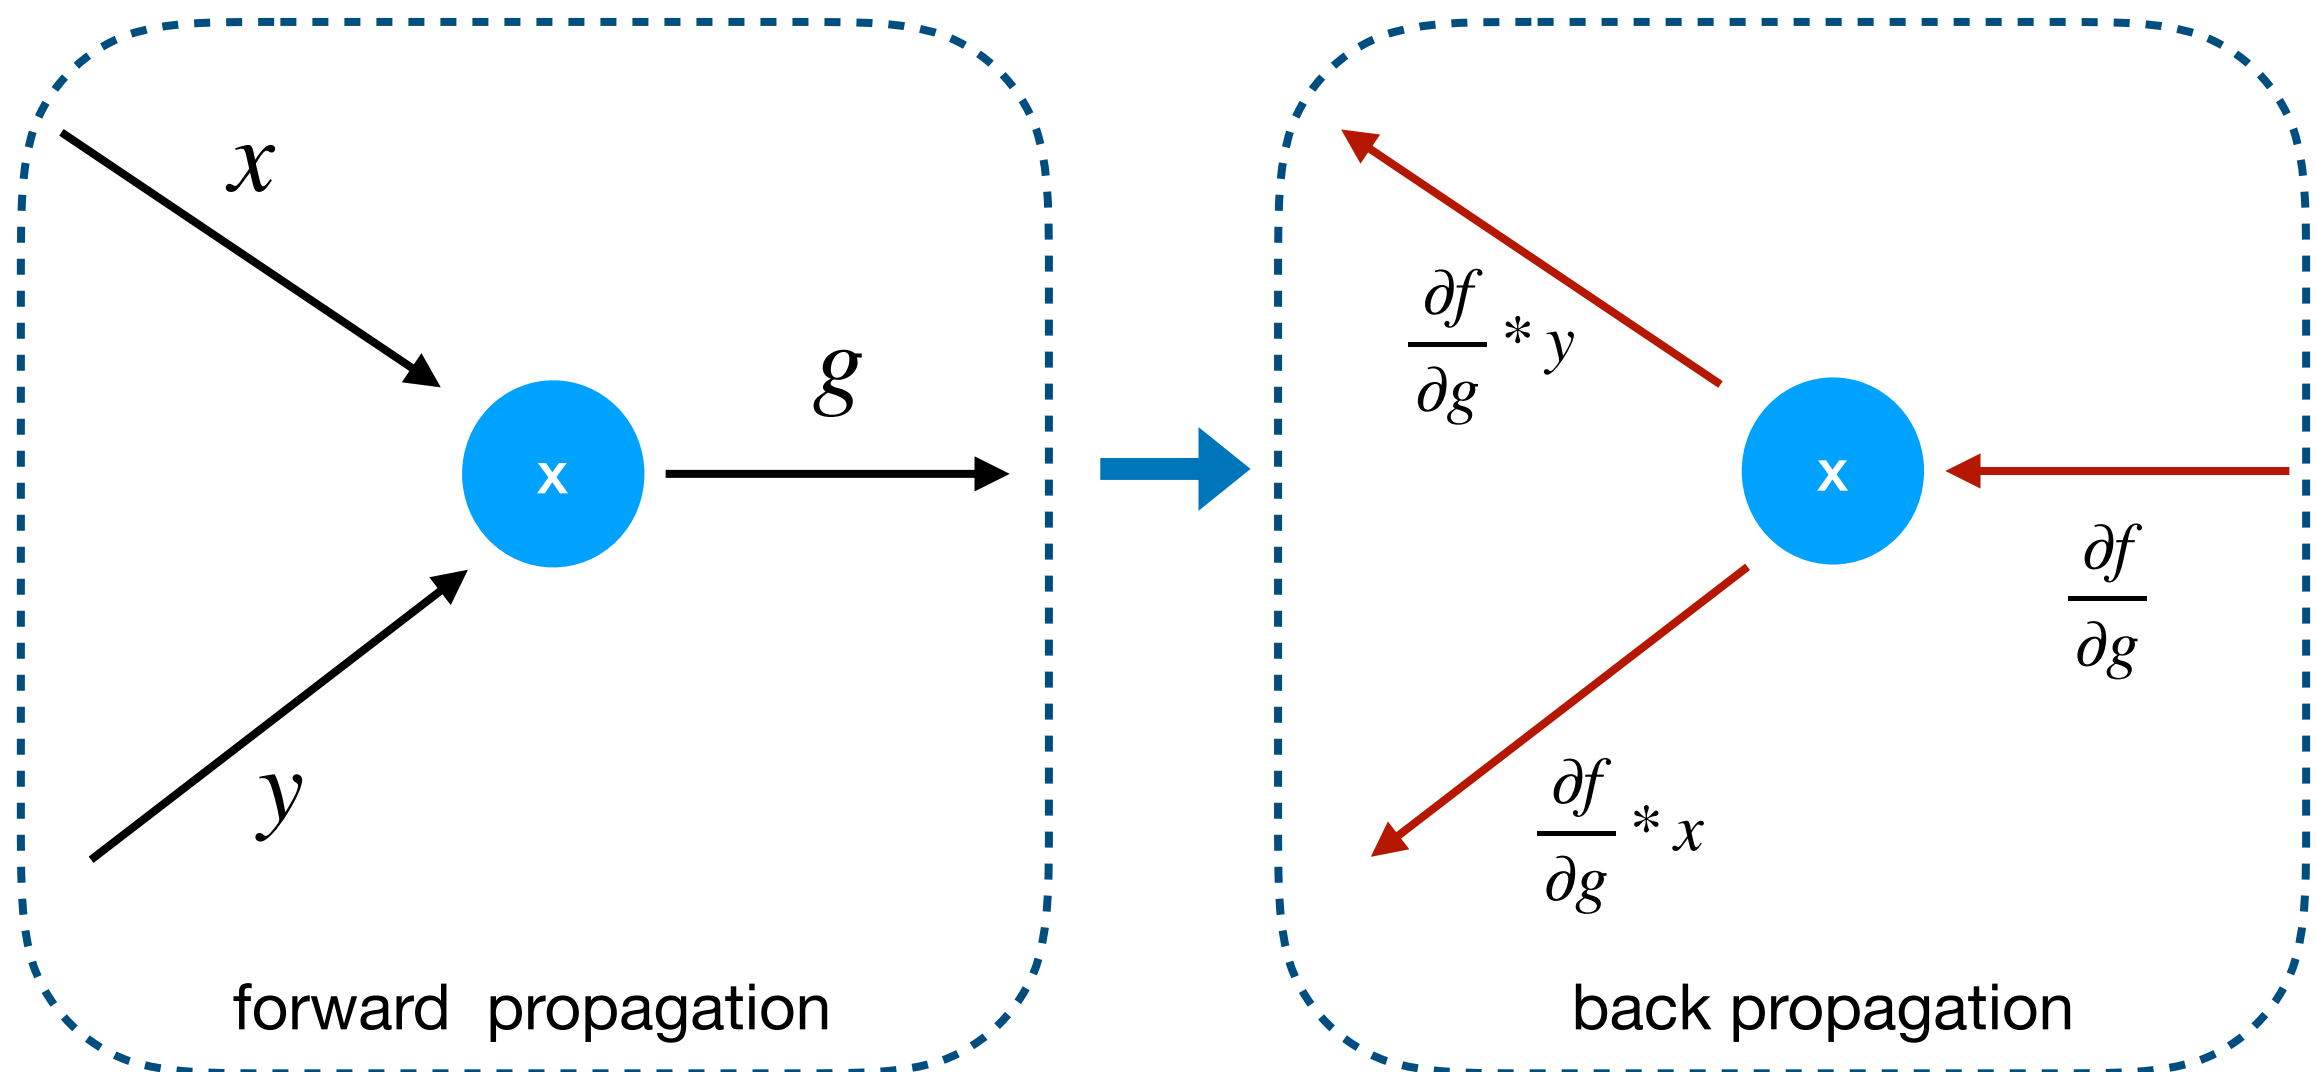 x
g
x
y
forward propagation
∂f/∂g * y
x
∂f/∂g
∂f/∂g * x
back propagation